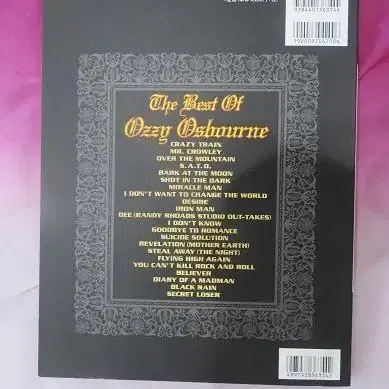 9784401363544
1920023042006
The Best Of
Ozzy Osbourne
CRAZY TRAIN
MR. CROWLEY
OVER THE MOUNTAIN
S.A.T.O.
BARK AT THE MOON
SHOT IN THE DARK
MIRACLE MAN
I DON'T WANT TO CHANGE THE WORLD
DESIRE
IRON MAN
DEE (RANDY RHOADS STUDIO OUT-TAKES)
I DON'T KNOW
GOODBYE TO ROMANCE
SUICIDE SOLUTION
REVELATION (MOTHER EARTH)
STEAL AWAY (THE NIGHT)
FLYING HIGH AGAIN
YOU CAN'T KILL ROCK AND ROLL
BELIEVER
DIARY OF A MADMAN
BLACK RAIN
SECRET LOSER
4997938363542